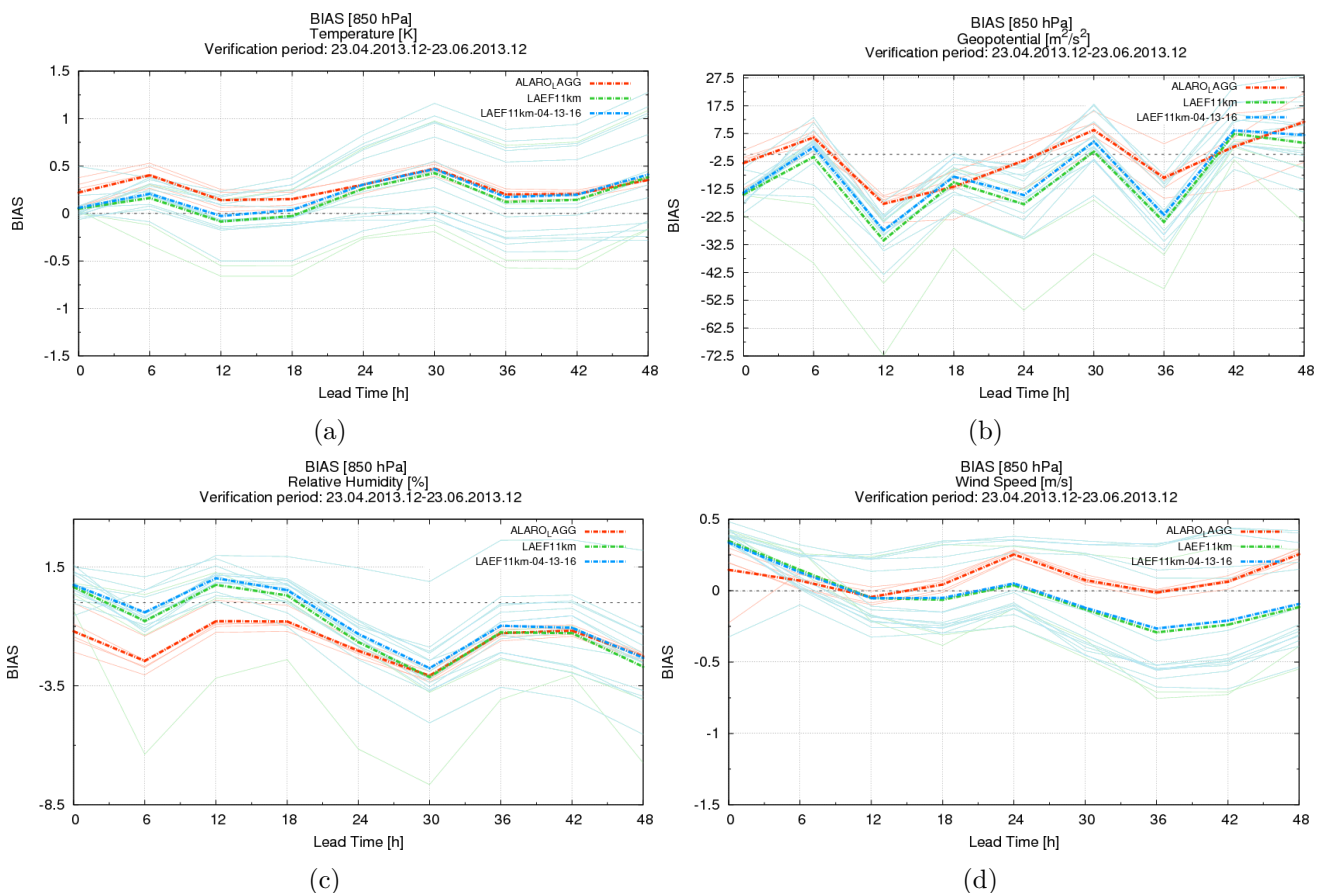 BIAS [850 hPa]
Temperature [K]
Verification period: 23.04.2013.12-23.06.2013.12
ALARO_LAGG
LAEF11km
LAEF11km-04-13-16
1.5
1
0.5
0
-0.5
-1
-1.5
BIAS
0 6 12 18 24 30 36 42 48
Lead Time [h]
(a)
BIAS [850 hPa]
Geopotential [m²/s²]
Verification period: 23.04.2013.12-23.06.2013.12
ALARO_LAGG
LAEF11km
LAEF11km-04-13-16
27.5
17.5
7.5
-2.5
-12.5
-22.5
-32.5
-42.5
-52.5
-62.5
-72.5
BIAS
0 6 12 18 24 30 36 42 48
Lead Time [h]
(b)
BIAS [850 hPa]
Relative Humidity [%]
Verification period: 23.04.2013.12-23.06.2013.12
ALARO_LAGG
LAEF11km
LAEF11km-04-13-16
1.5
-3.5
-8.5
BIAS
0 6 12 18 24 30 36 42 48
Lead Time [h]
(c)
BIAS [850 hPa]
Wind Speed [m/s]
Verification period: 23.04.2013.12-23.06.2013.12
ALARO_LAGG
LAEF11km
LAEF11km-04-13-16
0.5
0
-0.5
-1
-1.5
BIAS
0 6 12 18 24 30 36 42 48
Lead Time [h]
(d)